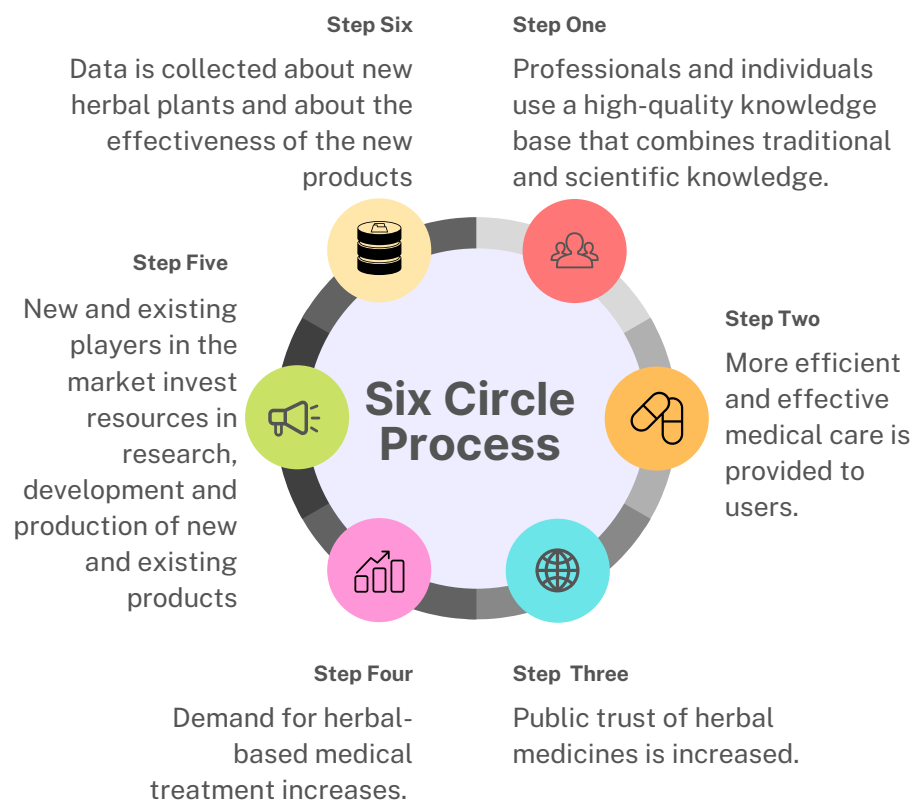 Step One
Professionals and individuals
use a high-quality knowledge
base that combines traditional
and scientific knowledge.
Step Two
More efficient
and effective
medical care is
provided to
users.
Step Three
Public trust of herbal
medicines is increased.
Step Four
Demand for herbal-
based medical
treatment increases.
Step Five
New and existing
players in the
market invest
resources in
research,
development and
production of new
and existing
products
Step Six
Data is collected about new
herbal plants and about the
effectiveness of the new
products
Six Circle
Process